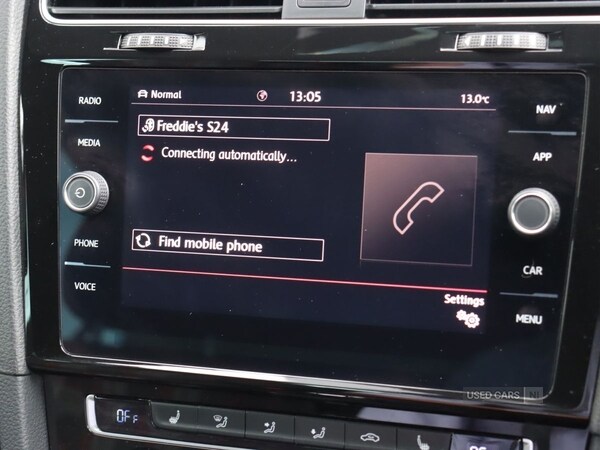 RADIO
MEDIA
PHONE
VOICE
Normal
13:05
13.0°C
Freddie's S24
Connecting automatically...
Find mobile phone
Settings
NAV
APP
CAR
MENU
OFF
USED CARS NI